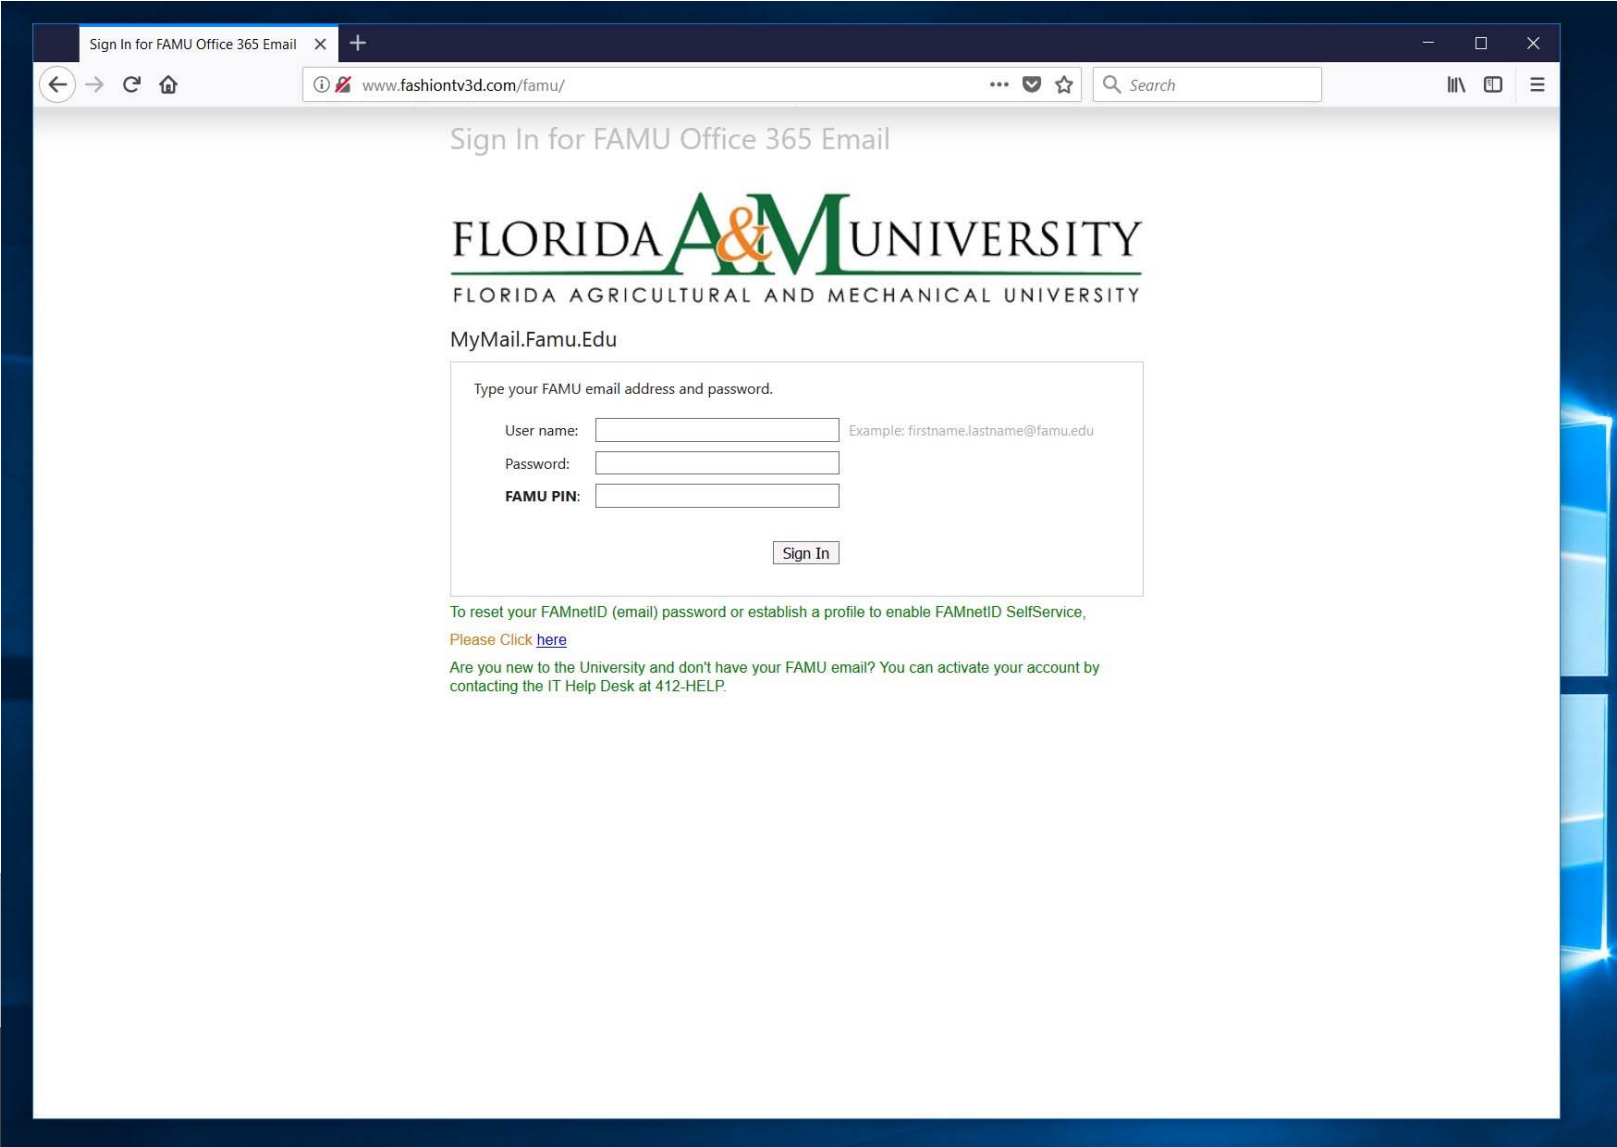 Sign In for FAMU Office 365 Email
www.fashiontv3d.com/famu/
Search
Sign In for FAMU Office 365 Email
FLORIDA A&M UNIVERSITY
FLORIDA AGRICULTURAL AND MECHANICAL UNIVERSITY
MyMail.Famu.Edu
Type your FAMU email address and password.
User name: Example: firstname.lastname@famu.edu
Password:
FAMU PIN:
Sign In
To reset your FAMnetID (email) password or establish a profile to enable FAMnetID SelfService,
Please Click here
Are you new to the University and don't have your FAMU email? You can activate your account by
contacting the IT Help Desk at 412-HELP.